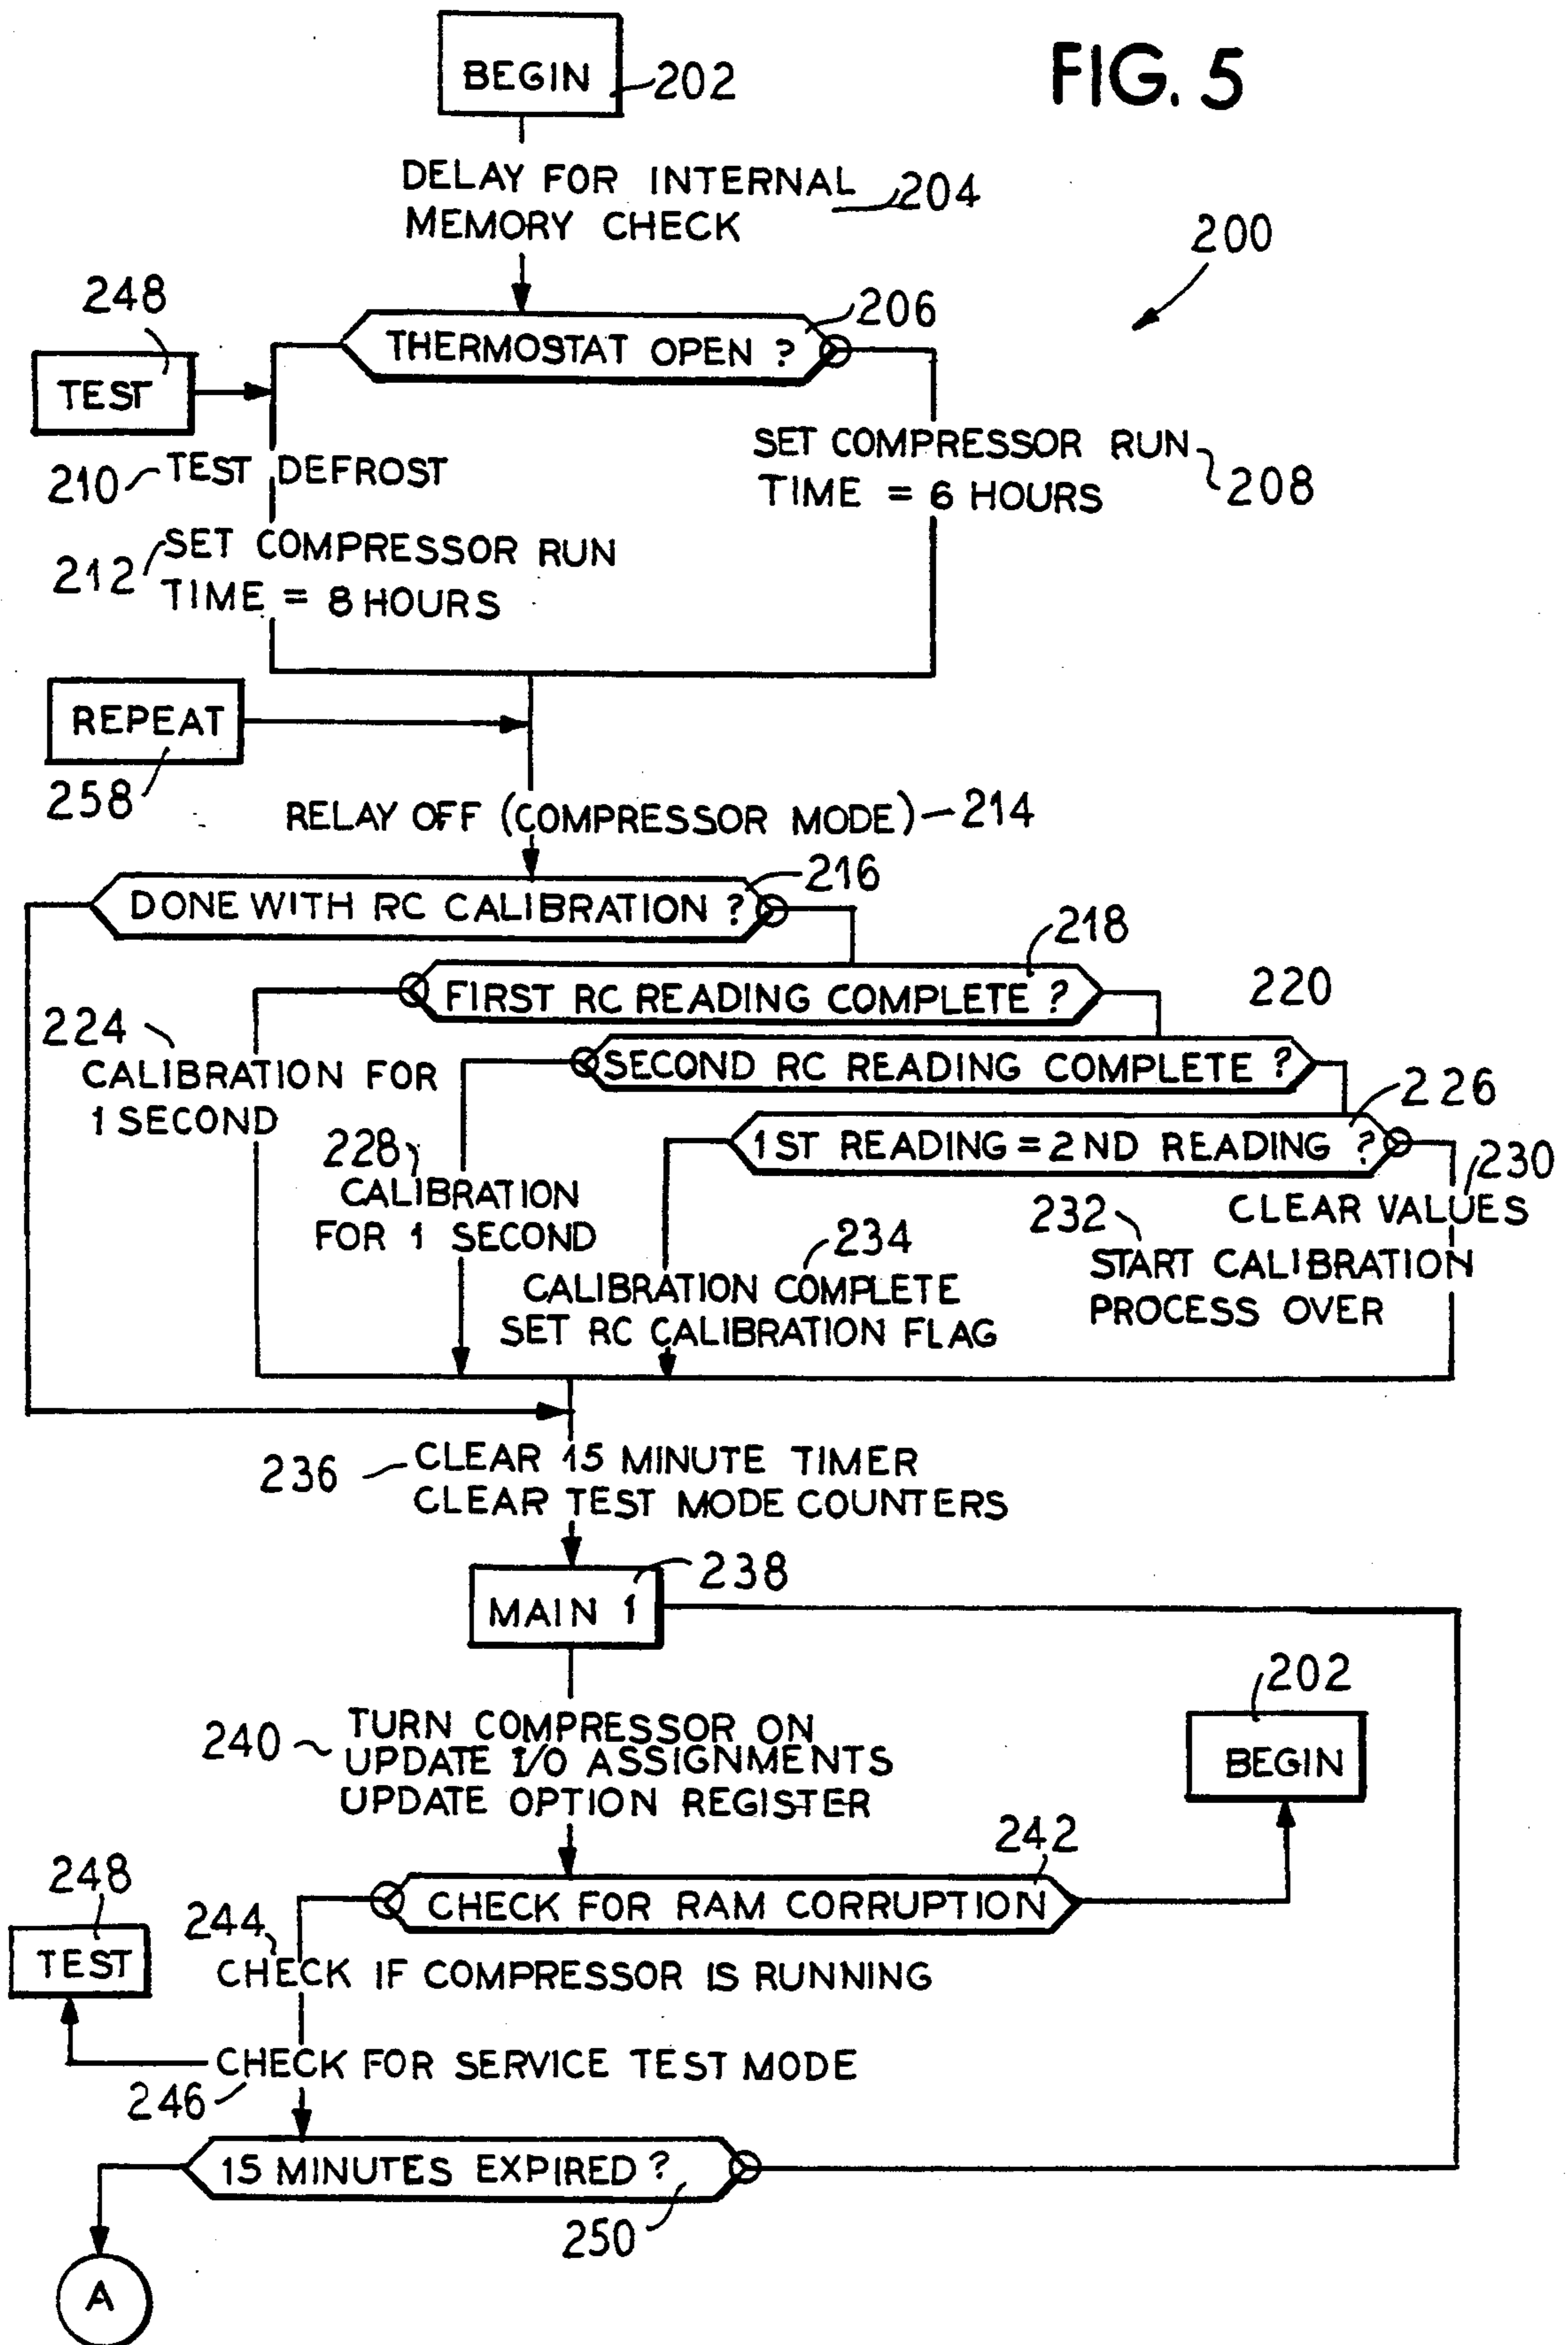 FIG. 5
BEGIN
202
DELAY FOR INTERNAL
MEMORY CHECK
204
200
248
206
THERMOSTAT OPEN ?
TEST
SET COMPRESSOR RUN
TIME = 6 HOURS
208
210
TEST DEFROST
212
SET COMPRESSOR RUN
TIME = 8 HOURS
REPEAT
258
RELAY OFF (COMPRESSOR MODE)
214
216
DONE WITH RC CALIBRATION ?
218
FIRST RC READING COMPLETE ?
220
224
CALIBRATION FOR
1 SECOND
SECOND RC READING COMPLETE ?
226
1ST READING = 2ND READING ?
228
CALIBRATION
FOR 1 SECOND
230
CLEAR VALUES
232
START CALIBRATION
PROCESS OVER
234
CALIBRATION COMPLETE
SET RC CALIBRATION FLAG
236
CLEAR 15 MINUTE TIMER
CLEAR TEST MODE COUNTERS
238
MAIN 1
202
BEGIN
240
TURN COMPRESSOR ON
UPDATE I/O ASSIGNMENTS
UPDATE OPTION REGISTER
242
CHECK FOR RAM CORRUPTION
248
TEST
244
CHECK IF COMPRESSOR IS RUNNING
CHECK FOR SERVICE TEST MODE
246
15 MINUTES EXPIRED ?
250
A